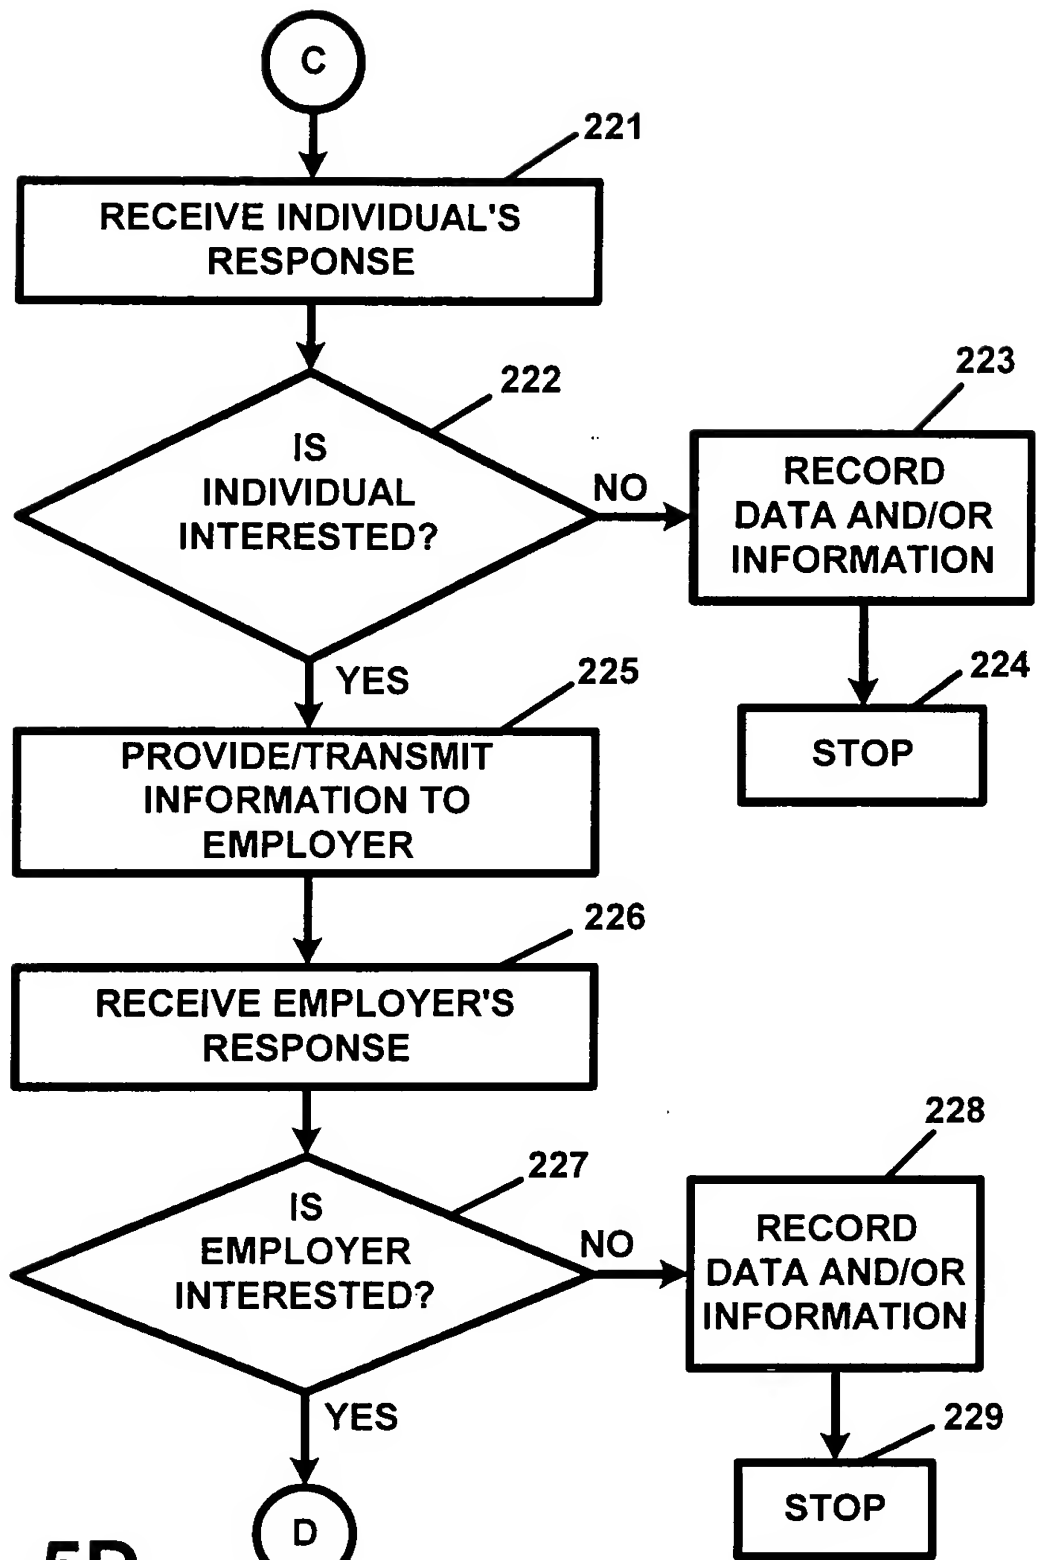 C
221
RECEIVE INDIVIDUAL'S
RESPONSE
222
IS
INDIVIDUAL
INTERESTED?
NO
223
RECORD
DATA AND/OR
INFORMATION
224
STOP
YES
225
PROVIDE/TRANSMIT
INFORMATION TO
EMPLOYER
226
RECEIVE EMPLOYER'S
RESPONSE
227
IS
EMPLOYER
INTERESTED?
NO
228
RECORD
DATA AND/OR
INFORMATION
229
STOP
YES
D